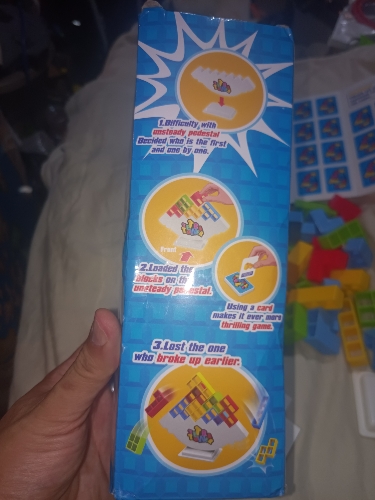 1.Difficulty with
unsteady pedestal
Decided who is the first
and one by one.
front
2.Loaded the
blocks on the
unsteady pedestal.
Using a card
makes it ever more
thrilling game.
3.Lost the one
who broke up earlier.